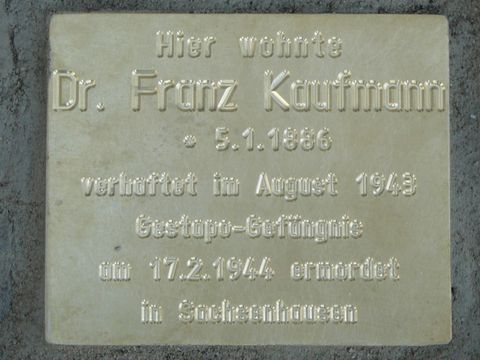 Hier wohnte
Dr. Franz Kaufmann
* 5.1.1886
verhaftet im August 1943
Gestapo-Gefängnis
am 17.2.1944 ermordet
in Sachsenhausen